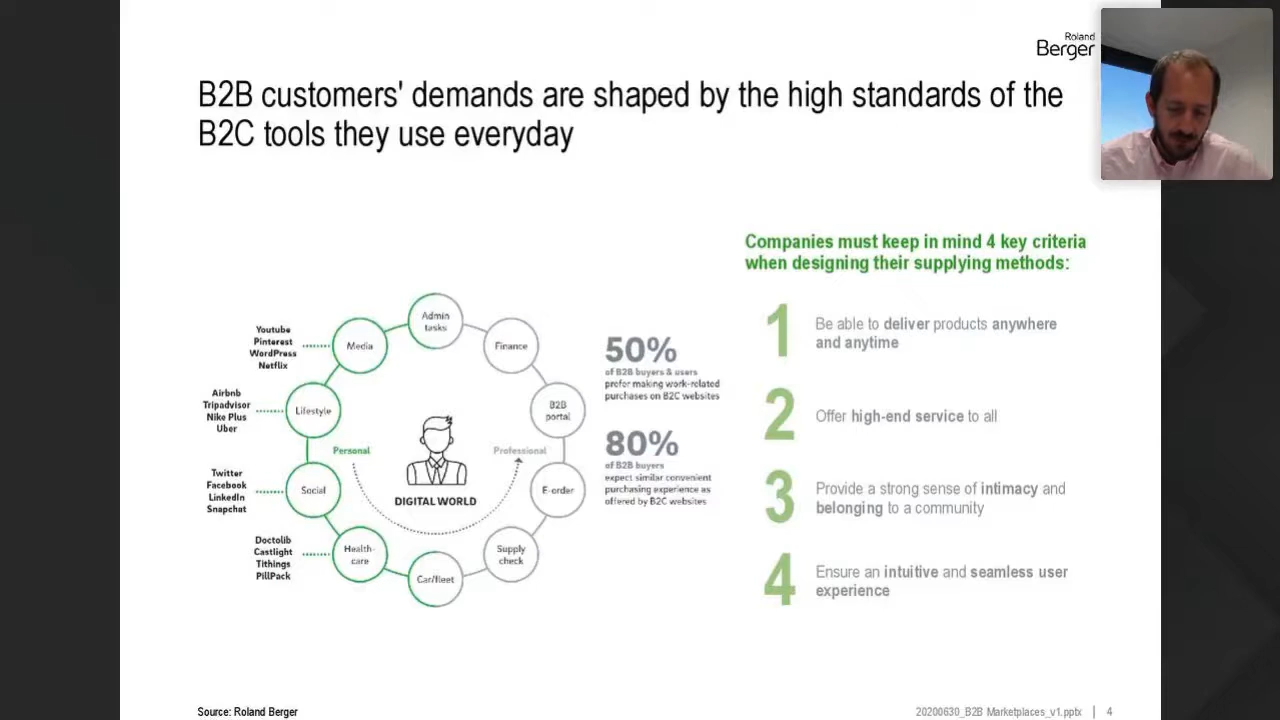 Roland
Berger
B2B customers' demands are shaped by the high standards of the
B2C tools they use everyday
Companies must keep in mind 4 key criteria
when designing their supplying methods:
Youtube
Pinterest
WordPress
Netflix
Airbnb
Tripadvisor
Nike Plus
Uber
Twitter
Facebook
LinkedIn
Snapchat
Doctolib
Castlight
Tithings
PillPack
Admin
tasks
Media
Finance
Lifestyle
B2B
portal
Personal
Professional
DIGITAL WORLD
Social
E-order
Health-
care
Supply
check
Car/fleet
50%
of B2B buyers & users
prefer making work-related
purchases on B2C websites
80%
of B2B buyers
expect similar convenient
purchasing experience as
offered by B2C websites
1
Be able to deliver products anywhere
and anytime
2
Offer high-end service to all
3
Provide a strong sense of intimacy and
belonging to a community
4
Ensure an intuitive and seamless user
experience
Source: Roland Berger
20200630_B2B Marketplaces_v1.pptx | 4